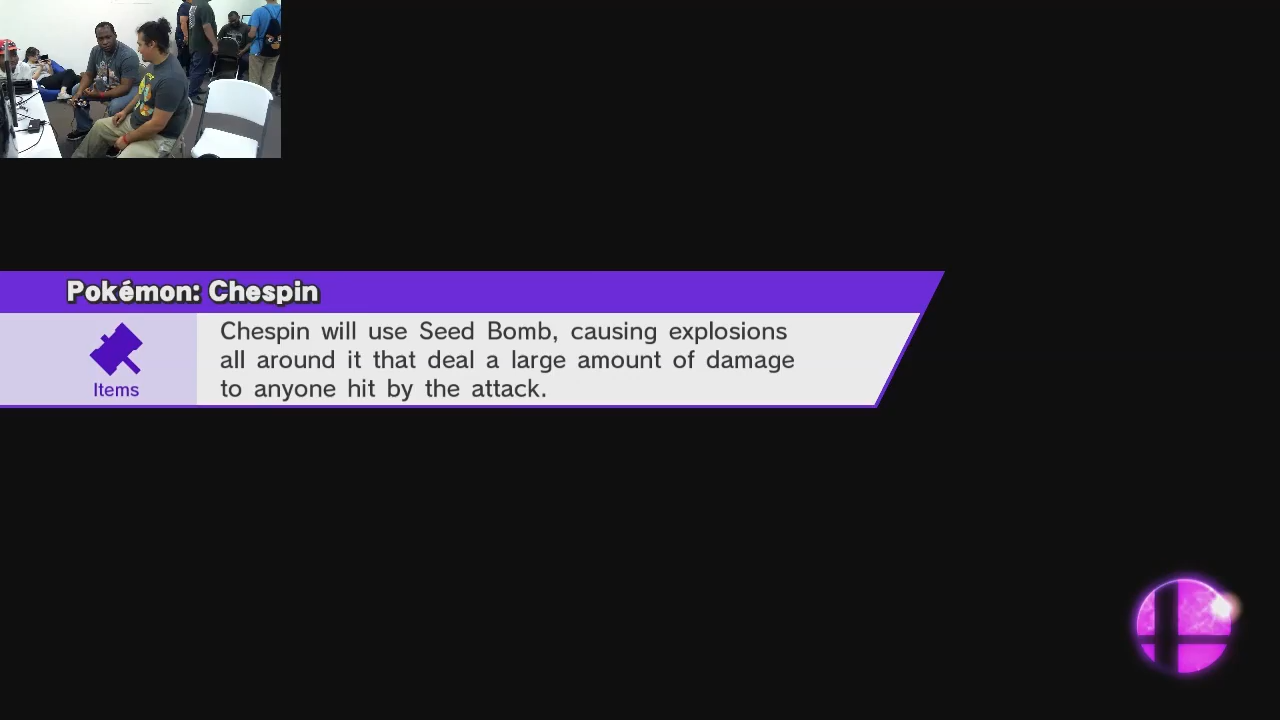 Pokémon: Chespin
Chespin will use Seed Bomb, causing explosions
all around it that deal a large amount of damage
to anyone hit by the attack.
Items